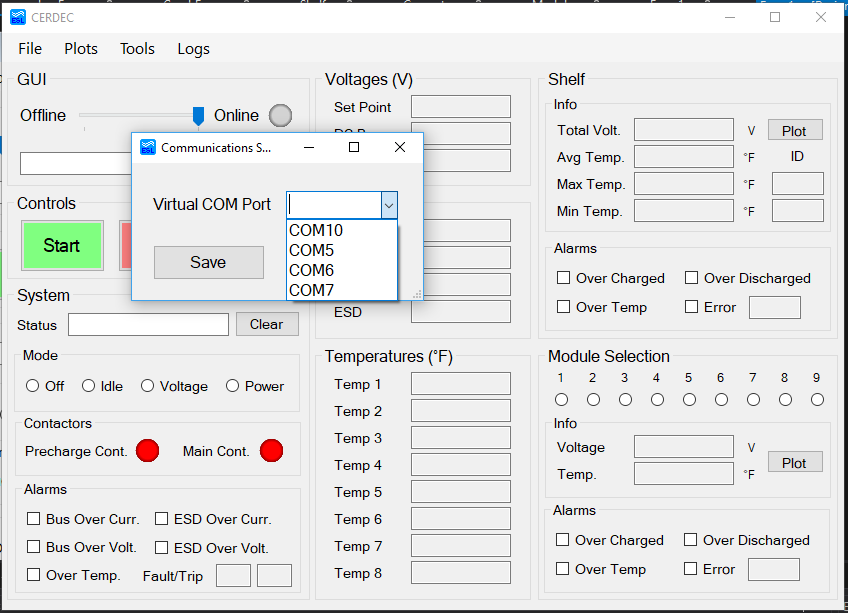 CERDEC
File Plots Tools Logs
GUI
Offline Online
Controls
Start
System
Status Clear
Mode
Off Idle Voltage Power
Contactors
Precharge Cont. Main Cont.
Alarms
Bus Over Curr. ESD Over Curr.
Bus Over Volt. ESD Over Volt.
Over Temp. Fault/Trip
ESL Communications S...
Virtual COM Port
Save
COM10
COM5
COM6
COM7
Voltages (V)
Set Point
ESD
Temperatures (°F)
Temp 1
Temp 2
Temp 3
Temp 4
Temp 5
Temp 6
Temp 7
Temp 8
Shelf
Info
Total Volt. V Plot
Avg Temp. °F ID
Max Temp. °F
Min Temp. °F
Alarms
Over Charged Over Discharged
Over Temp Error
Module Selection
1 2 3 4 5 6 7 8 9
Info
Voltage V
Temp. °F Plot
Alarms
Over Charged Over Discharged
Over Temp Error